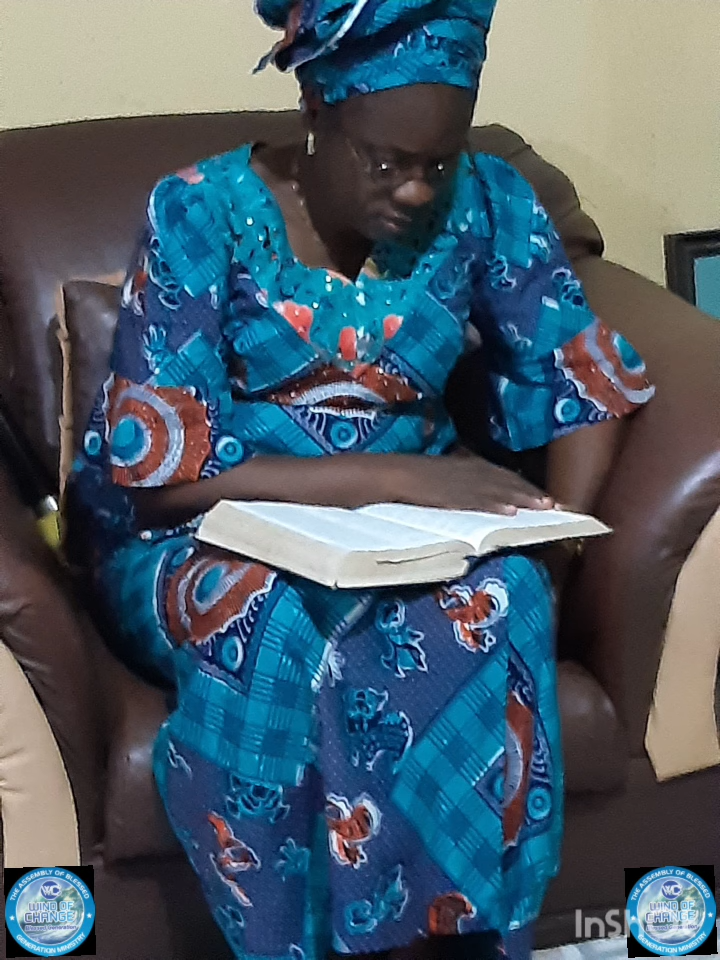 THE ASSEMBLY OF BLESSED
WC
WIND OF
CHANGE
GENERATION MINISTRY
InSh
THE ASSEMBLY OF BLESSED
WC
WIND OF
CHANGE
GENERATION MINISTRY